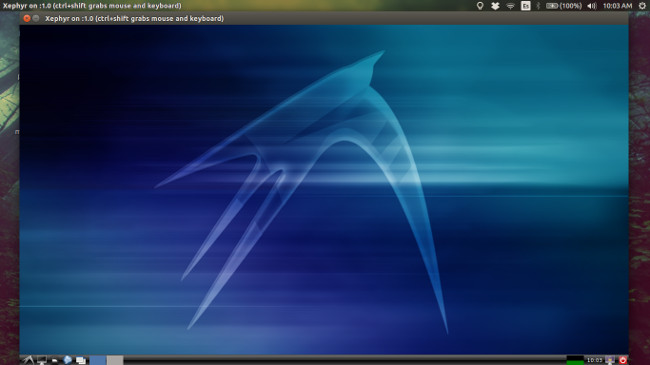 Xephyr on :1.0 (ctrl+shift grabs mouse and keyboard)
Es
(100%)
10:03 AM
Xephyr on :1.0 (ctrl+shift grabs mouse and keyboard)
10:03